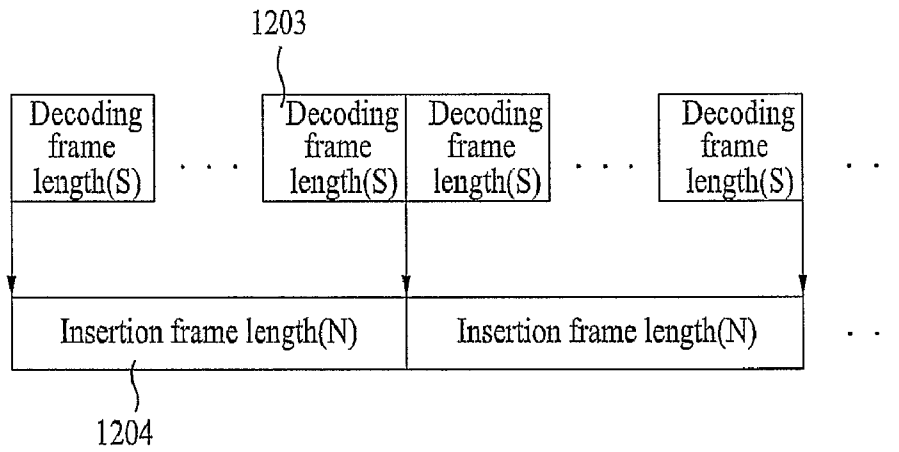 1203
Decoding frame length(S)
. . .
Decoding frame length(S)
Decoding frame length(S)
. . .
Decoding frame length(S)
. .
Insertion frame length(N)
Insertion frame length(N)
. .
1204